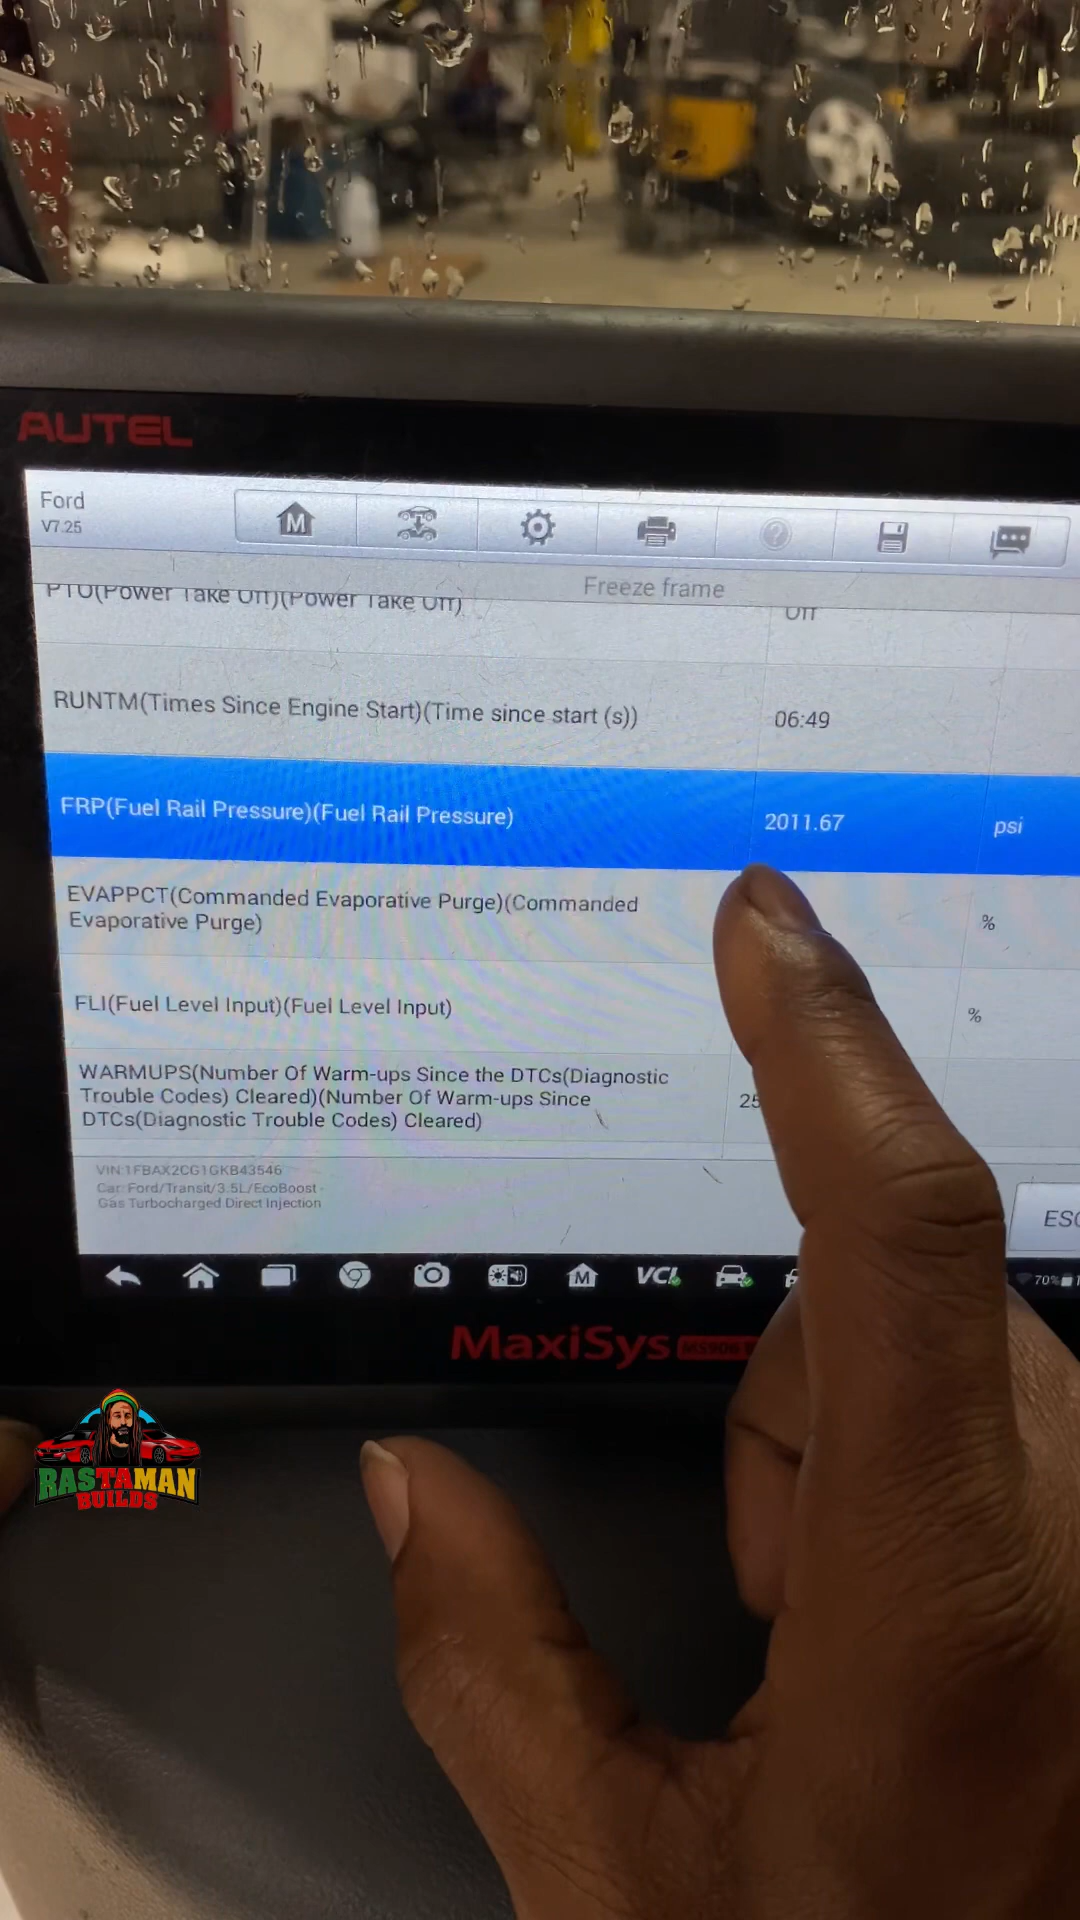 AUTEL
Ford
V7.25
M
Freeze frame
PTO(Power Take Off)(Power Take Off)
Off
RUNTM(Times Since Engine Start)(Time since start (s))
06:49
FRP(Fuel Rail Pressure)(Fuel Rail Pressure)
2011.67
psi
EVAPPCT(Commanded Evaporative Purge)(Commanded
Evaporative Purge)
%
FLI(Fuel Level Input)(Fuel Level Input)
%
WARMUPS(Number Of Warm-ups Since the DTCs(Diagnostic
Trouble Codes) Cleared)(Number Of Warm-ups Since
DTCs(Diagnostic Trouble Codes) Cleared)
25
VIN:1FBAX2CG1GKB43546
Car: Ford/Transit/3.5L/EcoBoost -
Gas Turbocharged Direct Injection
ESC
M
VCI
70%
MaxiSys MS906
RASTAMAN
BUILDS